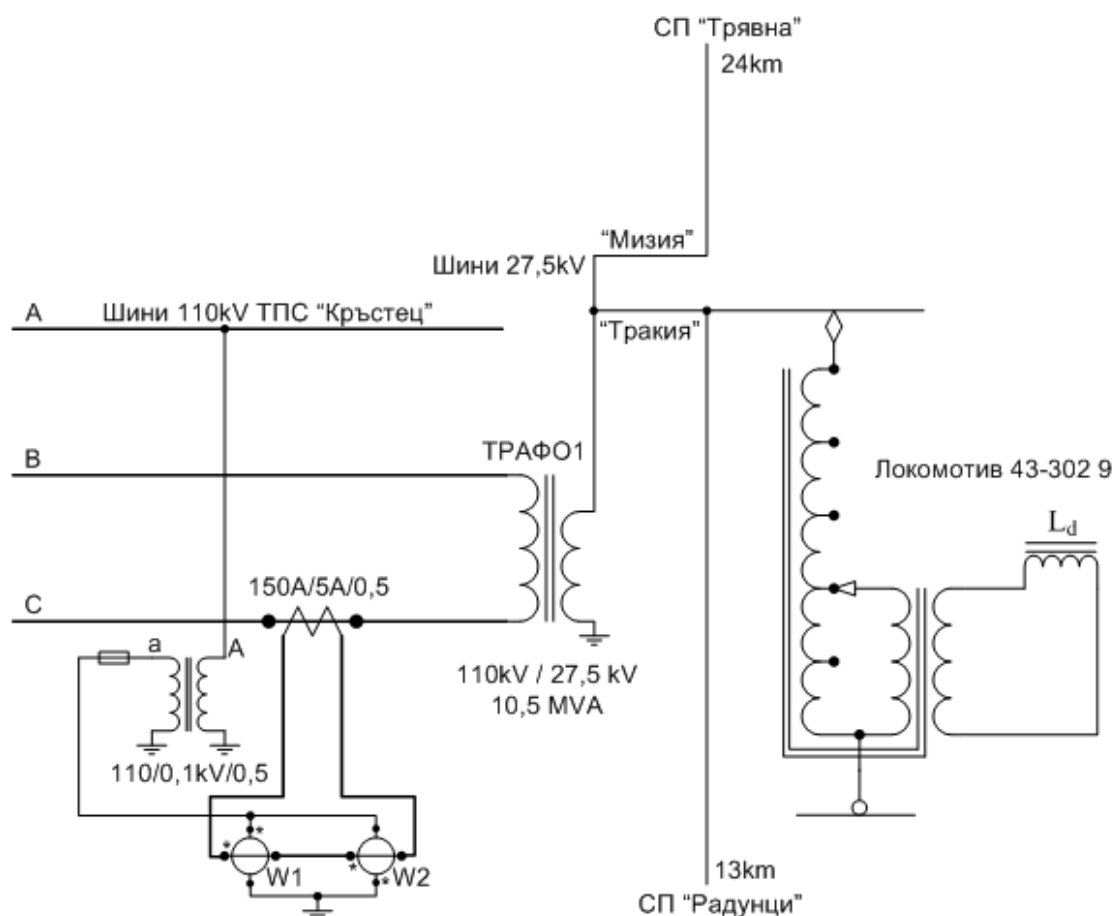 СП “Трявна”
24km
“Мизия”
Шини 27,5kV
A
Шини 110kV ТПС “Кръстец”
“Тракия”
B
ТРАФО1
Локомотив 43-302 9
Ld
150A/5A/0,5
C
a
A
110kV / 27,5 kV
10,5 MVA
110/0,1kV/0,5
*
*
*
*
W1
W2
13km
СП “Радунци”